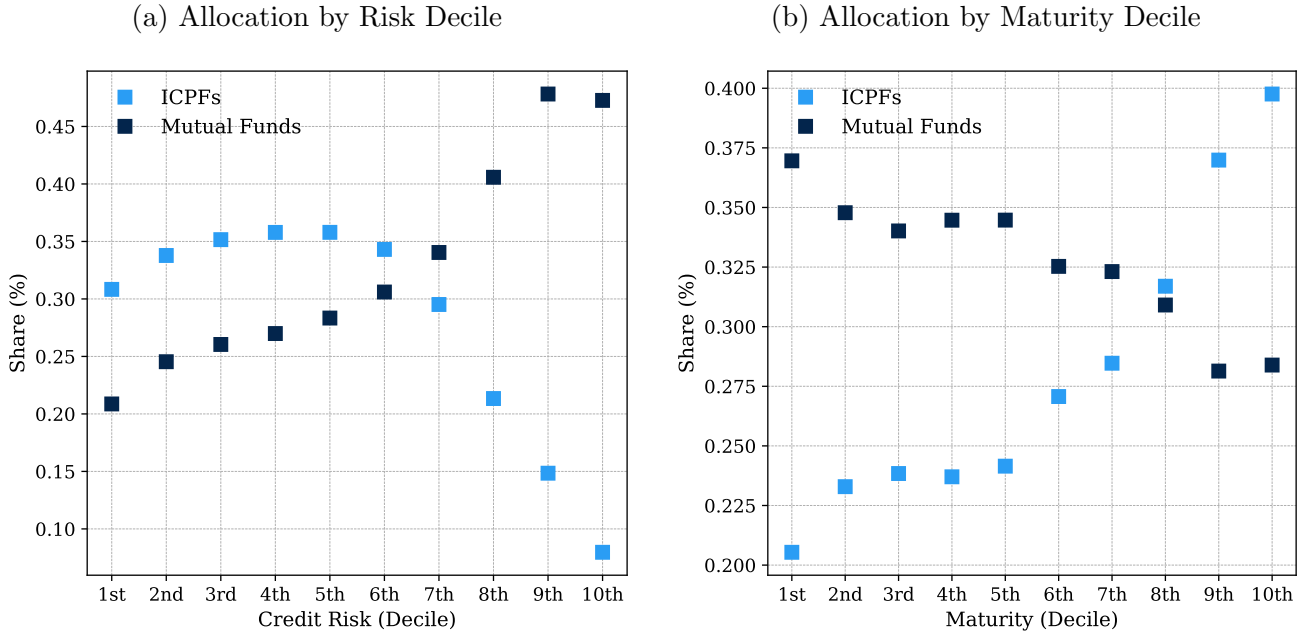 (a) Allocation by Risk Decile
ICPFs
Mutual Funds
0.45
0.40
0.35
0.30
0.25
0.20
0.15
0.10
Share (%)
1st 2nd 3rd 4th 5th 6th 7th 8th 9th 10th
Credit Risk (Decile)
(b) Allocation by Maturity Decile
ICPFs
Mutual Funds
0.400
0.375
0.350
0.325
0.300
0.275
0.250
0.225
0.200
Share (%)
1st 2nd 3rd 4th 5th 6th 7th 8th 9th 10th
Maturity (Decile)